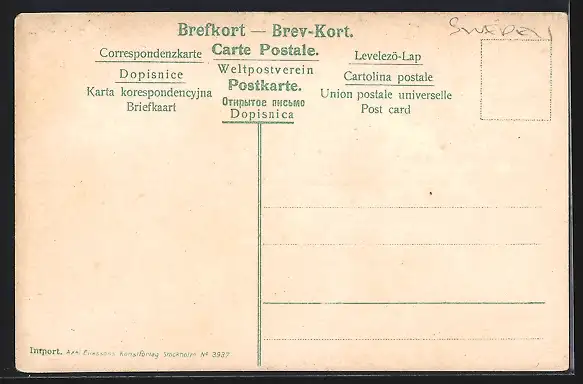 Brefkort — Brev-Kort.
SWEDEN
Correspondenzkarte
Carte Postale.
Levelező-Lap
Dopisnice
Weltpostverein
Cartolina postale
Karta korespondencyjna
Postkarte.
Union postale universelle
Briefkaart
Открытое письмо
Post card
Dopisnica
Import. Axel Eliassons Konstförlag Stockholm Nº 3937